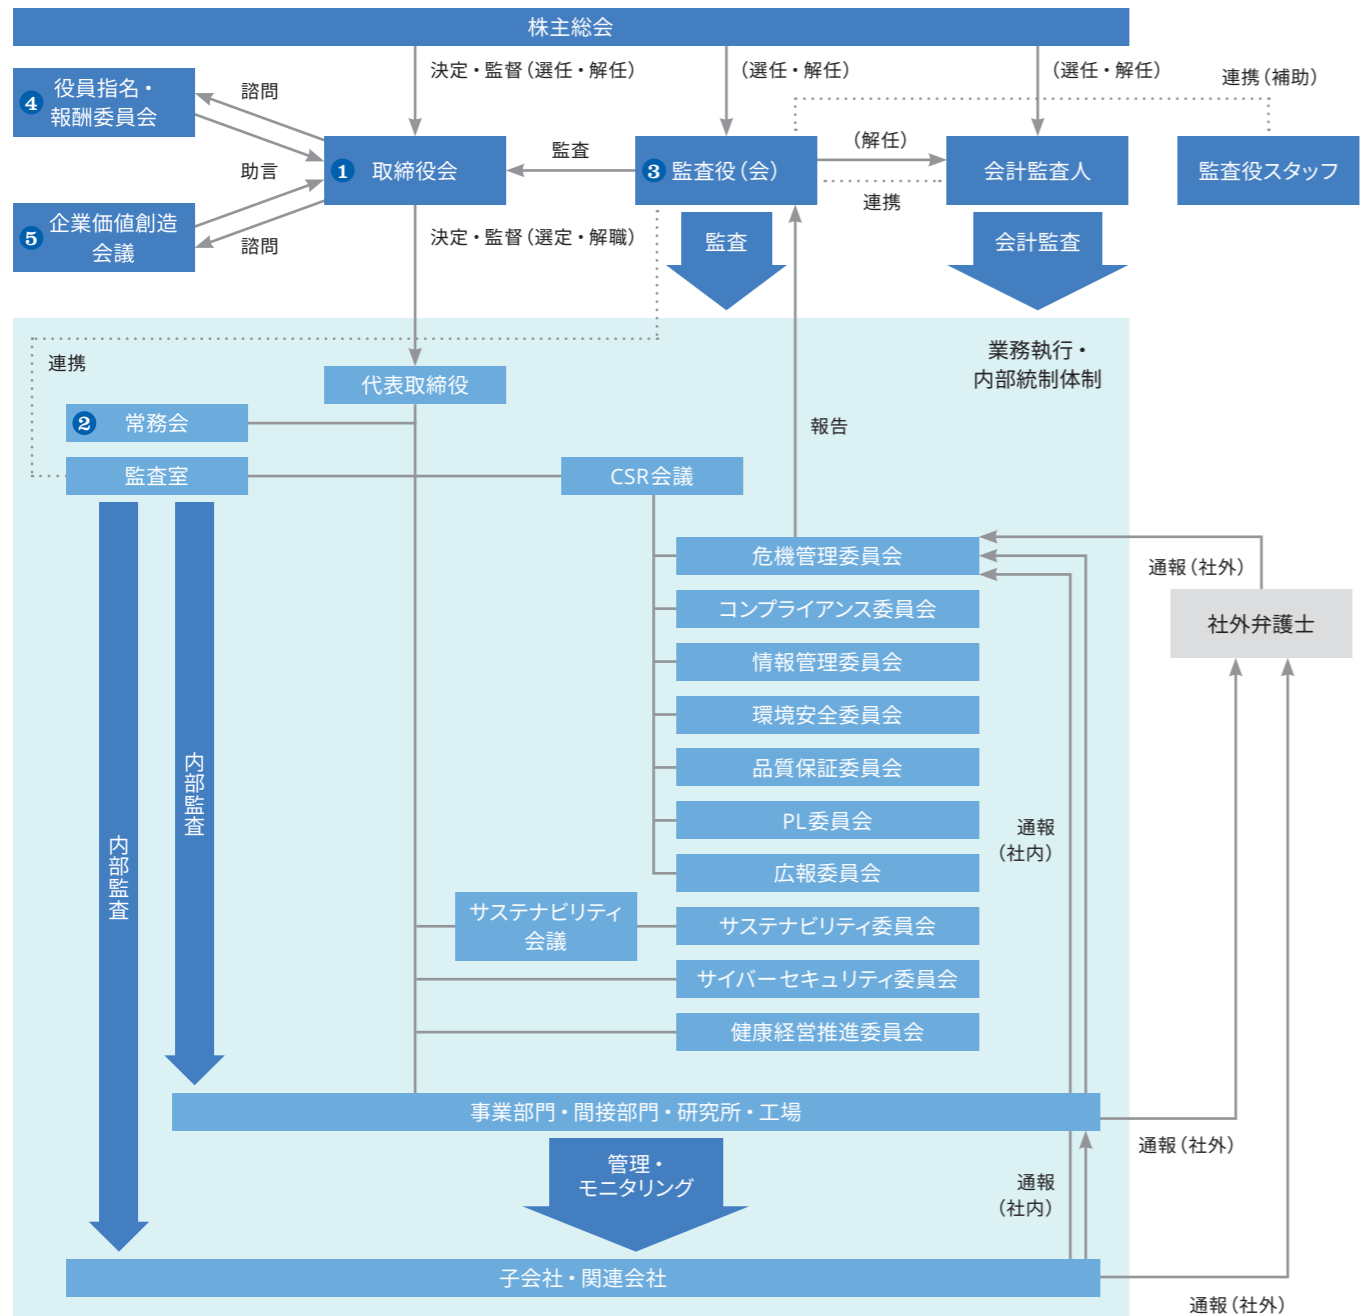 株主総会
決定・監督（選任・解任）
（選任・解任）
（選任・解任）
連携（補助）
4
役員指名・
報酬委員会
諮問
助言
1 取締役会
監査
3 監査役（会）
（解任）
連携
会計監査人
監査役スタッフ
5
企業価値創造
会議
諮問
決定・監督（選定・解職）
監査
会計監査
業務執行・
内部統制体制
連携
代表取締役
2 常務会
報告
監査室
CSR会議
危機管理委員会
コンプライアンス委員会
情報管理委員会
環境安全委員会
品質保証委員会
PL委員会
広報委員会
通報（社外）
社外弁護士
内部監査
内部監査
通報
（社内）
サステナビリティ
会議
サステナビリティ委員会
サイバーセキュリティ委員会
健康経営推進委員会
事業部門・間接部門・研究所・工場
通報（社外）
管理・
モニタリング
通報
（社内）
子会社・関連会社
通報（社外）